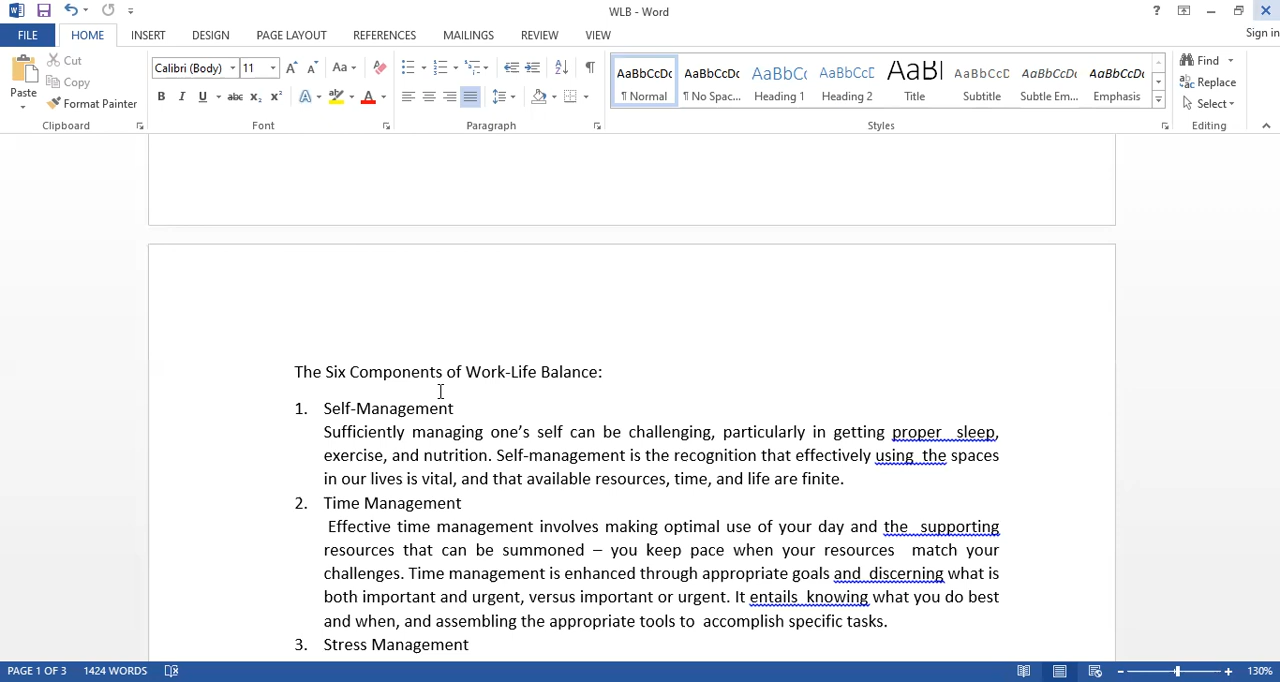 WLB - Word
? 
FILE HOME INSERT DESIGN PAGE LAYOUT REFERENCES MAILINGS REVIEW VIEW Sign in
Paste
Cut
Copy
Format Painter
Clipboard
Calibri (Body) 11 Aa
B I U abc x₂ x² A ab A
Font
Paragraph
AaBbCcDc AaBbCcDc AaBbCc AaBbCcD AaBl AaBbCcD AaBbCcDc AaBbCcDc
¶ Normal ¶ No Spac... Heading 1 Heading 2 Title Subtitle Subtle Em... Emphasis
Styles
Find
Replace
Select
Editing
The Six Components of Work-Life Balance:
1. Self-Management
Sufficiently managing one’s self can be challenging, particularly in getting proper sleep,
exercise, and nutrition. Self-management is the recognition that effectively using the spaces
in our lives is vital, and that available resources, time, and life are finite.
2. Time Management
Effective time management involves making optimal use of your day and the supporting
resources that can be summoned – you keep pace when your resources match your
challenges. Time management is enhanced through appropriate goals and discerning what is
both important and urgent, versus important or urgent. It entails knowing what you do best
and when, and assembling the appropriate tools to accomplish specific tasks.
3. Stress Management
PAGE 1 OF 3 1424 WORDS 130%